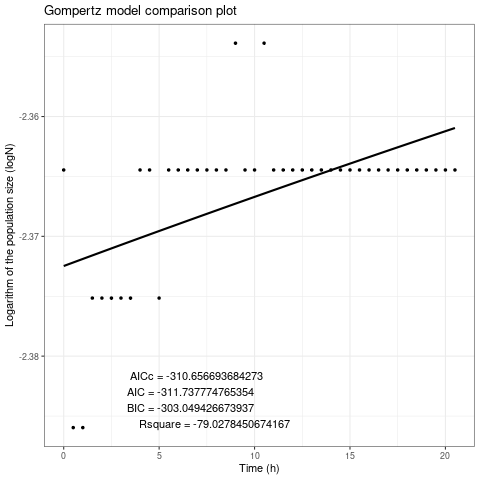 Gompertz model comparison plot
Logarithm of the population size (logN)
-2.36
-2.37
-2.38
AICc = -310.656693684273
AIC = -311.737774765354
BIC = -303.049426673937
Rsquare = -79.0278450674167
0 5 10 15 20
Time (h)